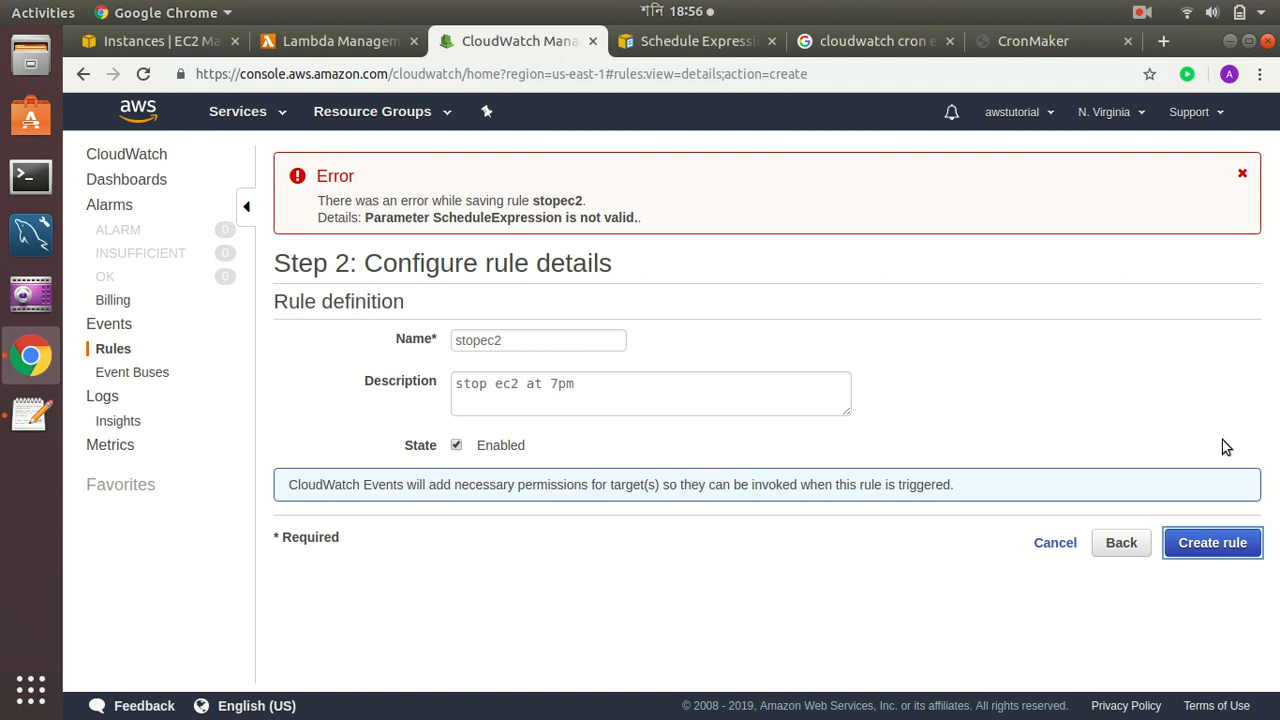 Activities Google Chrome শনি 18:56
Instances | EC2 Ma Lambda Managem CloudWatch Mana Schedule Expressi cloudwatch cron e CronMaker
https://console.aws.amazon.com/cloudwatch/home?region=us-east-1#rules:view=details;action=create A
aws Services Resource Groups awstutorial N. Virginia Support
CloudWatch
Dashboards
Alarms
ALARM 0
INSUFFICIENT 0
OK 0
Billing
Events
Rules
Event Buses
Logs
Insights
Metrics
Favorites
Error
There was an error while saving rule stopec2.
Details: Parameter ScheduleExpression is not valid..
Step 2: Configure rule details
Rule definition
Name* stopec2
Description stop ec2 at 7pm
State Enabled
CloudWatch Events will add necessary permissions for target(s) so they can be invoked when this rule is triggered.
* Required Cancel Back Create rule
Feedback English (US) © 2008 - 2019, Amazon Web Services, Inc. or its affiliates. All rights reserved. Privacy Policy Terms of Use